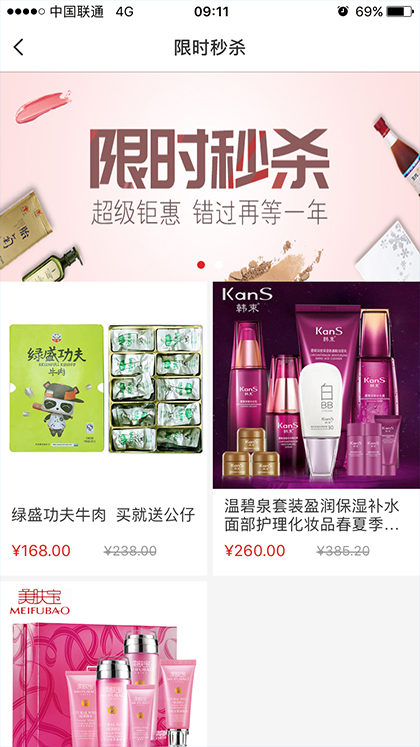 中国联通 4G 09:11 69%
限时秒杀
限时秒杀
超级钜惠 错过再等一年
绿盛功夫
牛肉
KanS
韩束
KanS
韩束
KanS
KanS
白
BB
绿盛功夫牛肉 买就送公仔
¥168.00 ¥238.00
温碧泉套装盈润保湿补水
面部护理化妆品春夏季...
¥260.00 ¥385.20
美肤宝
MEIFUBAO